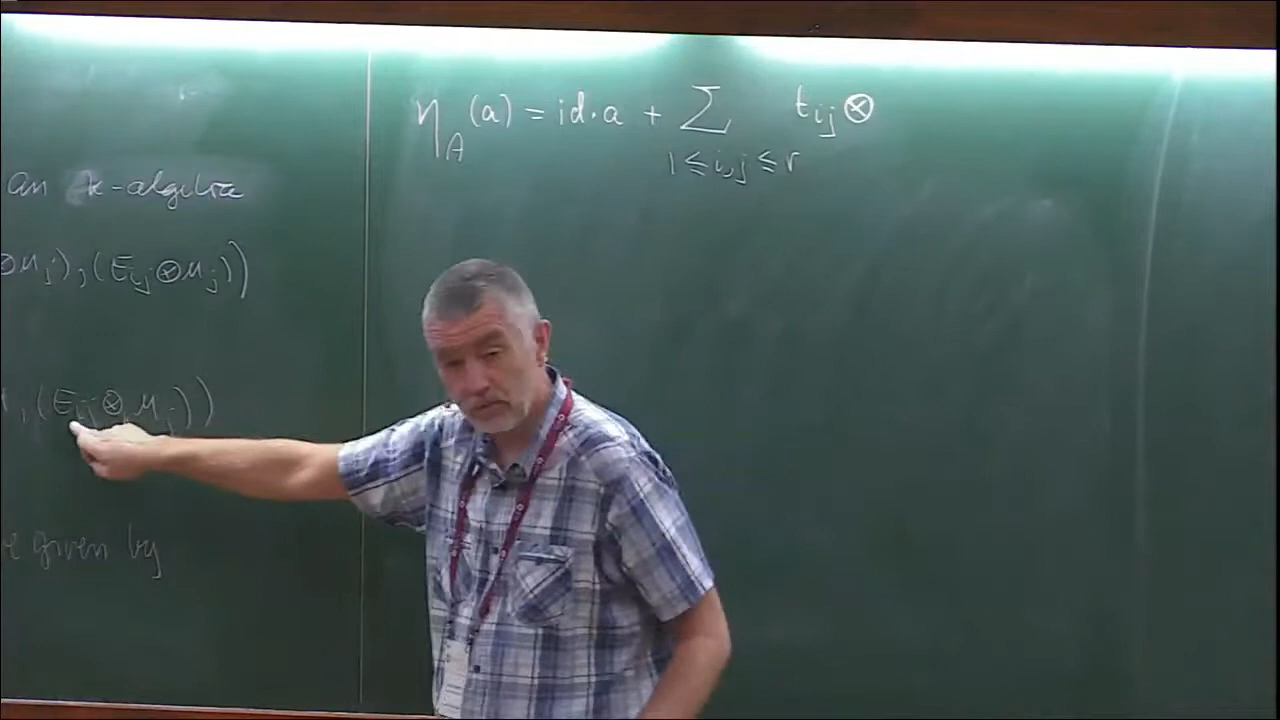 an k-algebra
⊗u_j),(E_ij⊗u_j))
,(E_ij⊗u_j))
given by
η_A(a) = id·a + ∑ t_ij ⊗
1≤i,j≤r